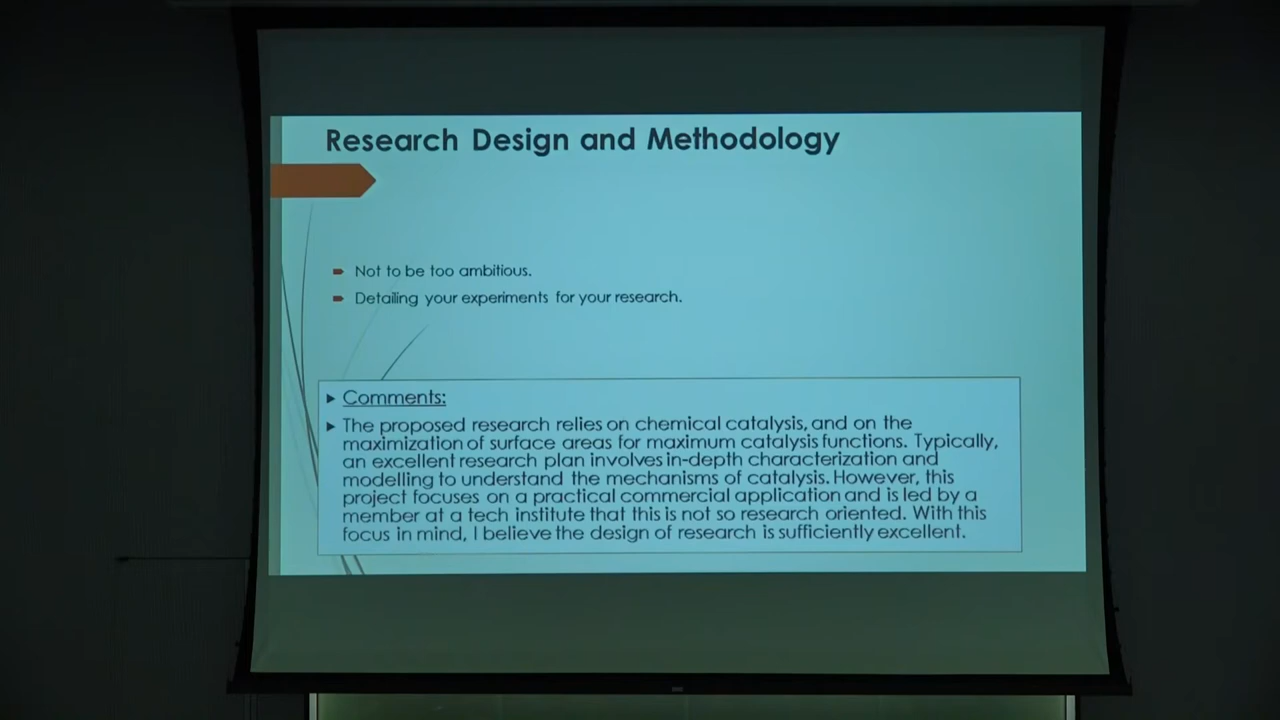 Research Design and Methodology
Not to be too ambitious.
Detailing your experiments for your research.
Comments:
The proposed research relies on chemical catalysis, and on the
maximization of surface areas for maximum catalysis functions. Typically,
an excellent research plan involves in-depth characterization and
modelling to understand the mechanisms of catalysis. However, this
project focuses on a practical commercial application and is led by a
member at a tech institute that this is not so research oriented. With this
focus in mind, I believe the design of research is sufficiently excellent.